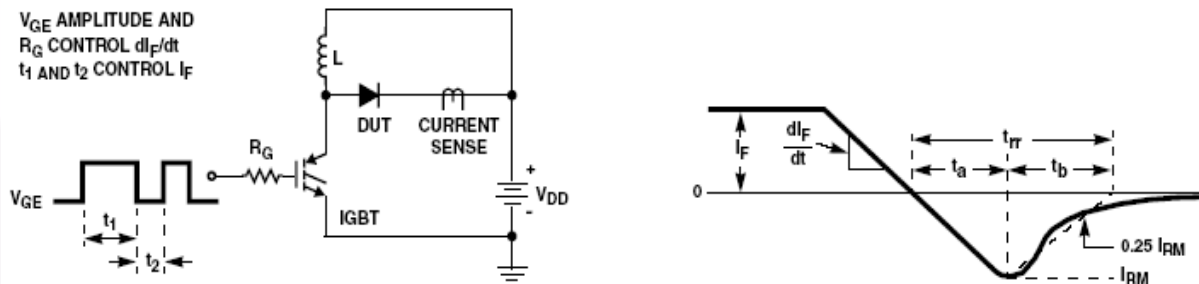 VGE AMPLITUDE AND
RG CONTROL dIF/dt
t1 AND t2 CONTROL IF
L
DUT
CURRENT
SENSE
RG
+
VDD
-
IGBT
VGE
t1
t2
IF
dIF
dt
trr
ta
tb
0
0.25 IRM
IRM